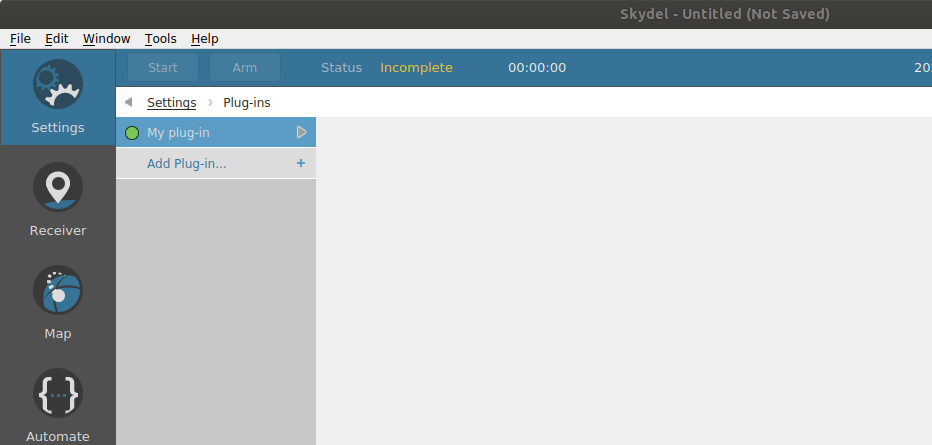 Skydel - Untitled (Not Saved)
File Edit Window Tools Help
Start Arm Status Incomplete 00:00:00
Settings
Settings › Plug-ins
My plug-in
Add Plug-in... +
Receiver
Map
{...}
Automate